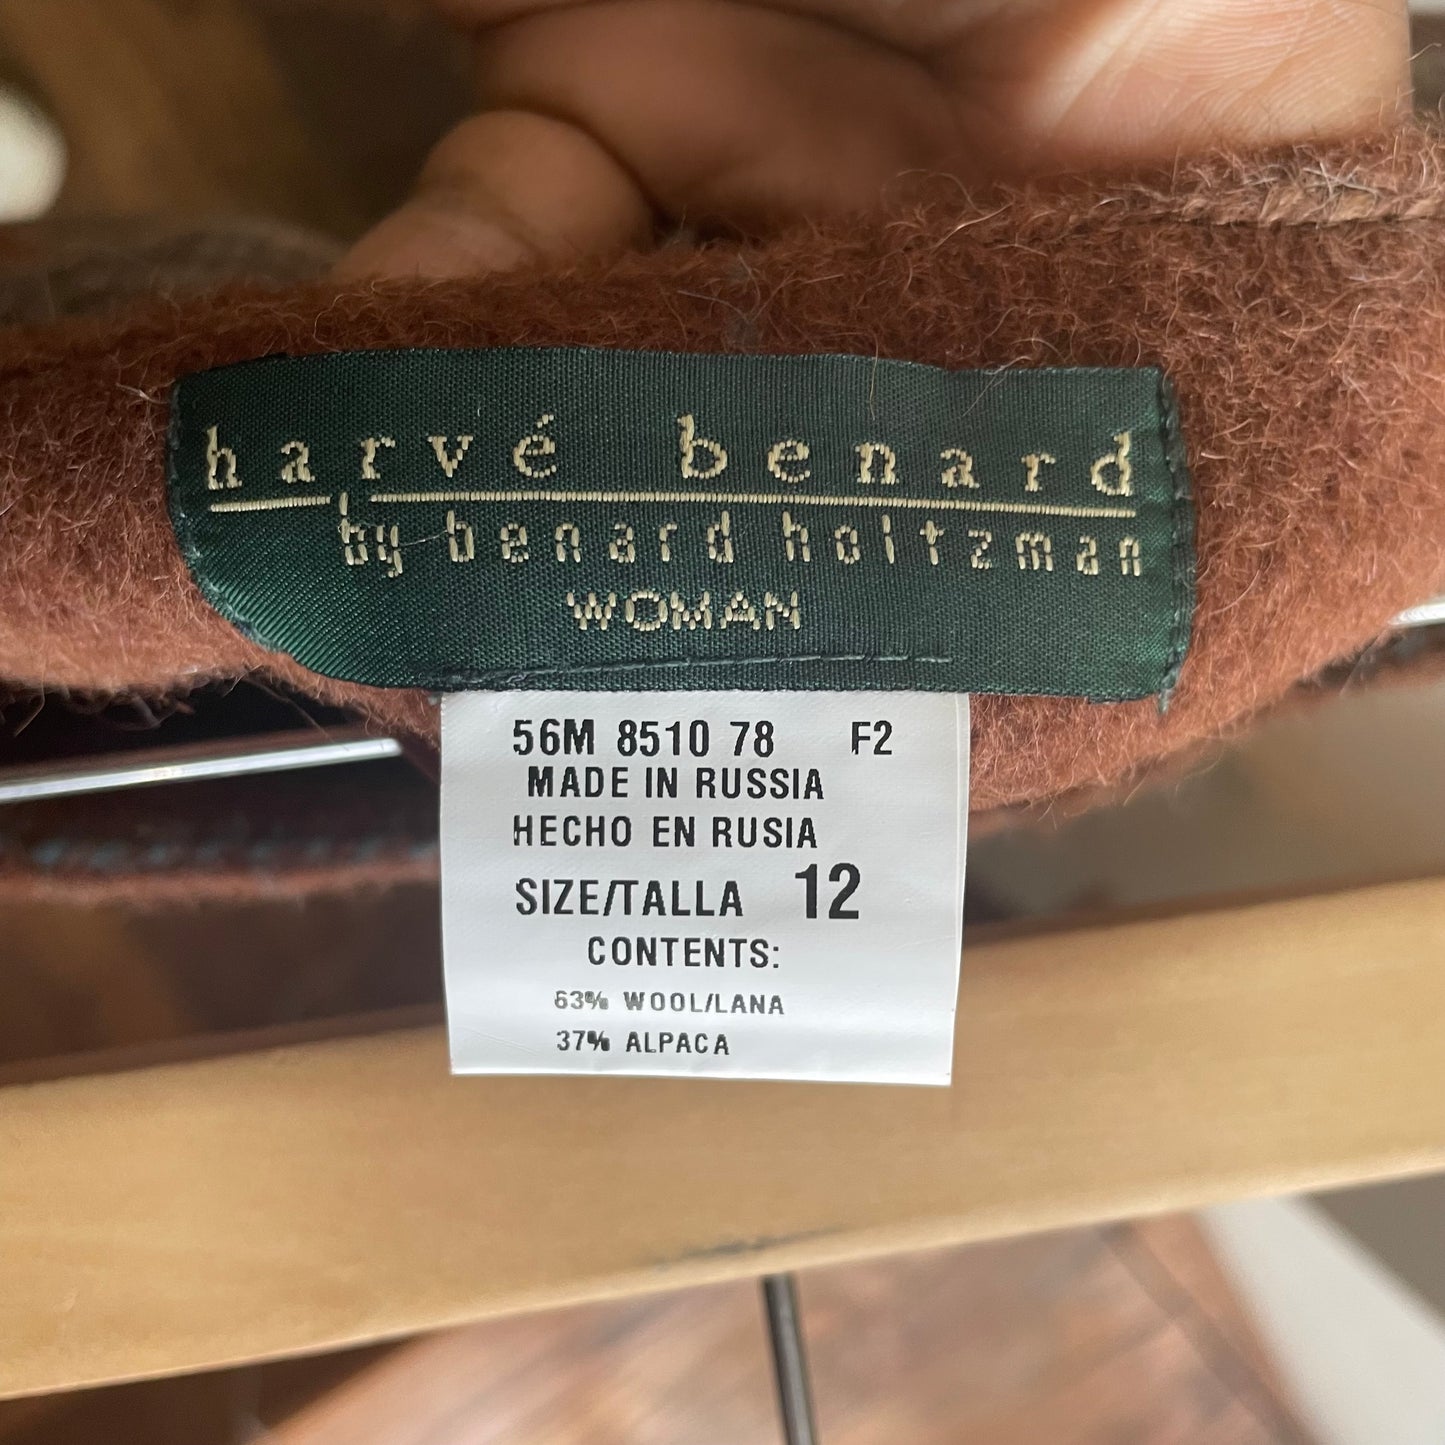 harvé benard
by benard holtzman
WOMAN
56M 8510 78 F2
MADE IN RUSSIA
HECHO EN RUSIA
SIZE/TALLA 12
CONTENTS:
63% WOOL/LANA
37% ALPACA